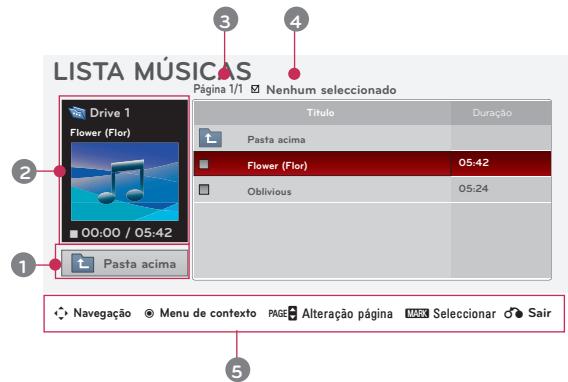 3
4
LISTA MÚSICAS
Página 1/1 Nenhum seleccionado
Drive 1
Flower (Flor)
00:00 / 05:42
Pasta acima
Titulo Duração
Pasta acima
Flower (Flor) 05:42
Oblivious 05:24
2
1
Navegação Menu de contexto PAGE Alteração página MARK Seleccionar Sair
5